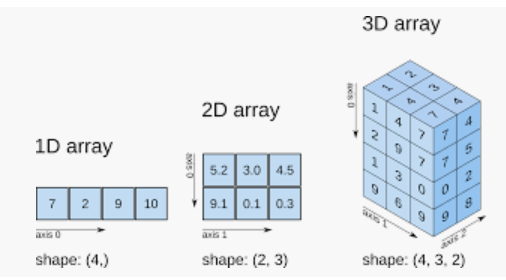 1D array
7 2 9 10
axis 0
shape: (4,)
2D array
axis 0
5.2 3.0 4.5
9.1 0.1 0.3
axis 1
shape: (2, 3)
3D array
axis 0
1 2
4 3
7 4
1 4 7
2 9 7
1 3 0
9 6 9
7 4
7 5
0 2
9 8
axis 1
axis 2
shape: (4, 3, 2)